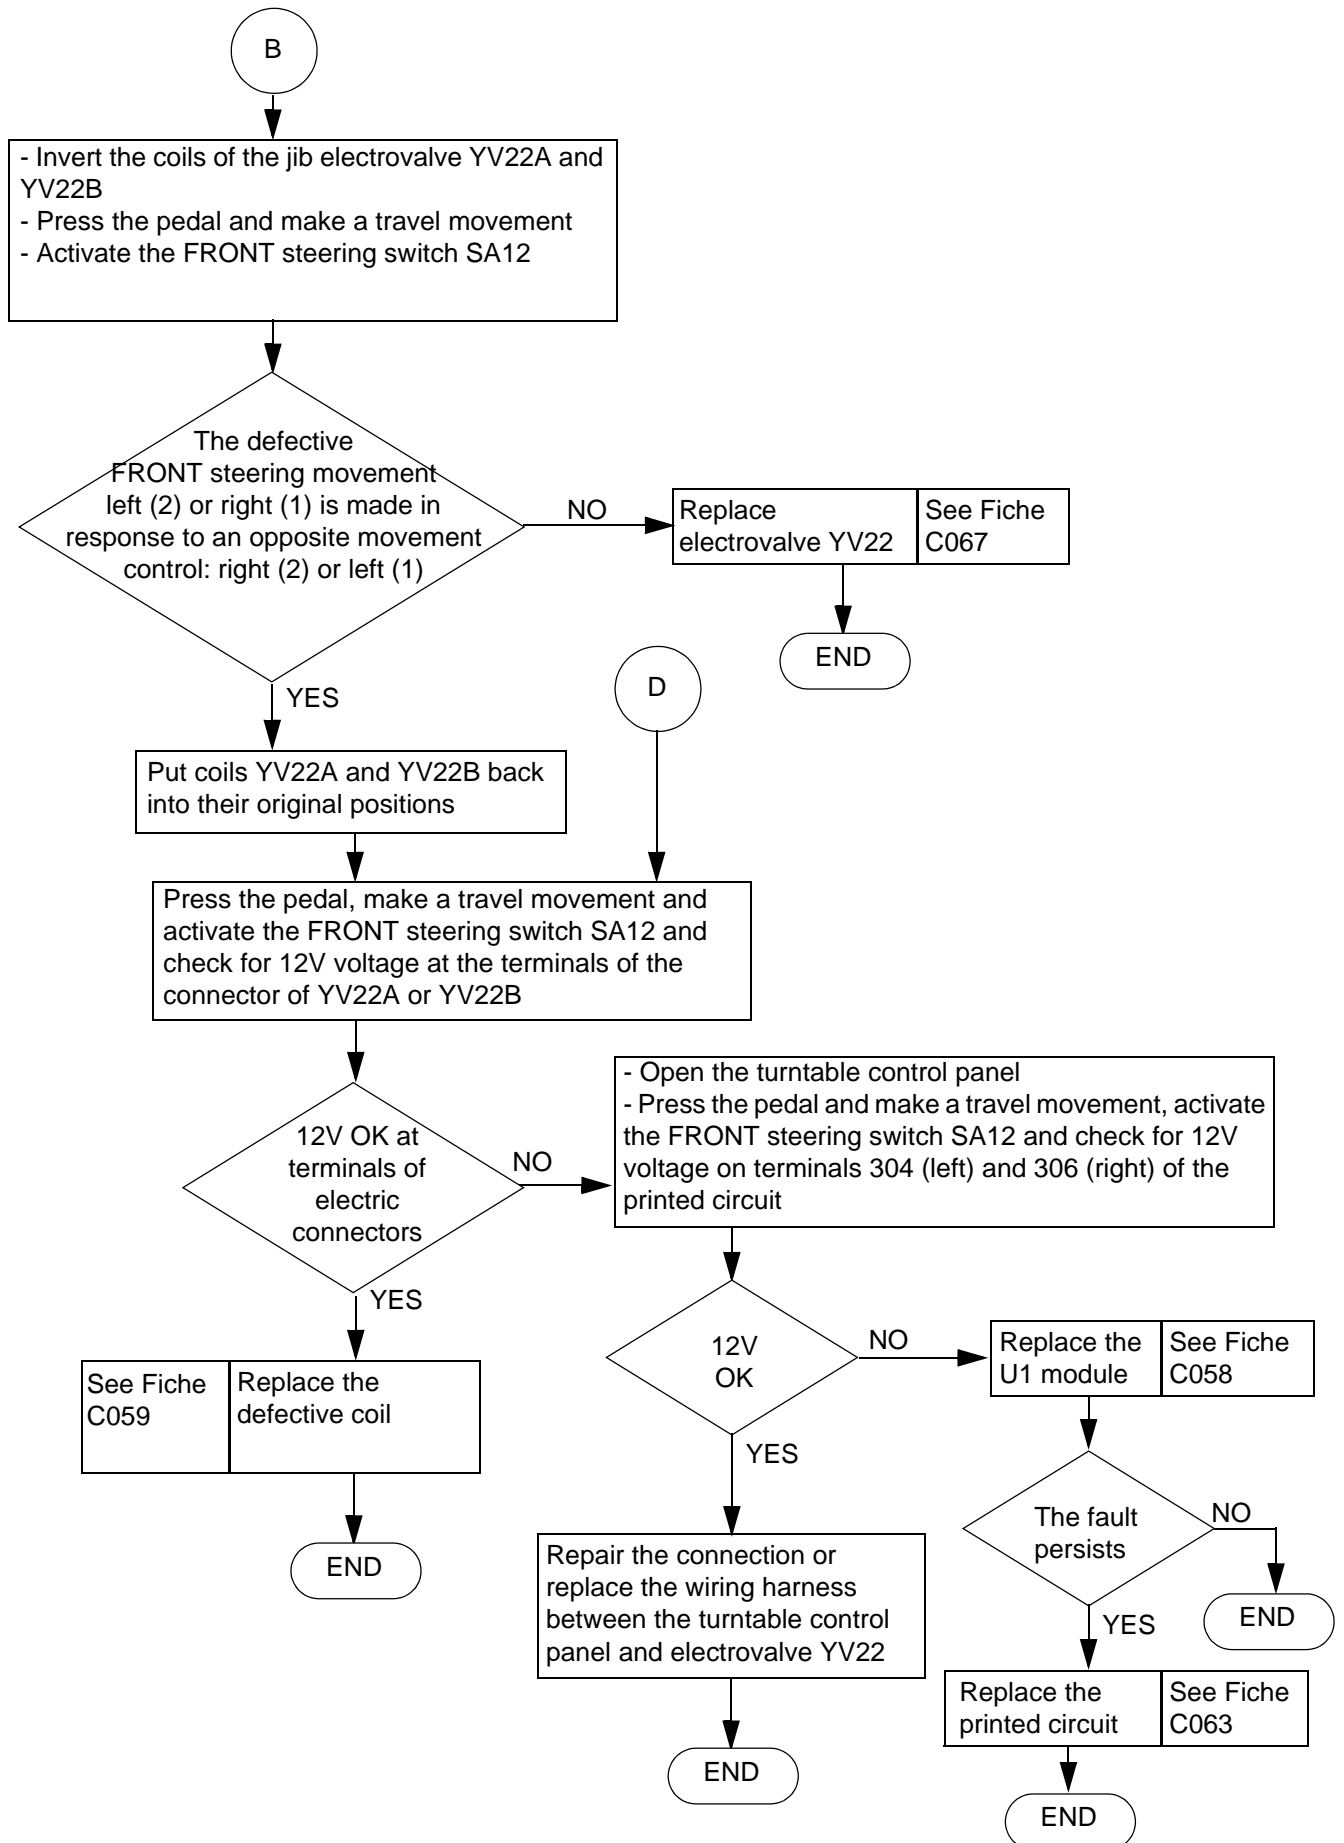 B
- Invert the coils of the jib electrovalve YV22A and
YV22B
- Press the pedal and make a travel movement
- Activate the FRONT steering switch SA12
The defective
FRONT steering movement
left (2) or right (1) is made in
response to an opposite movement
control: right (2) or left (1)
NO
Replace
electrovalve YV22
See Fiche
C067
END
YES
D
Put coils YV22A and YV22B back
into their original positions
Press the pedal, make a travel movement and
activate the FRONT steering switch SA12 and
check for 12V voltage at the terminals of the
connector of YV22A or YV22B
12V OK at
terminals of
electric
connectors
NO
- Open the turntable control panel
- Press the pedal and make a travel movement, activate
the FRONT steering switch SA12 and check for 12V
voltage on terminals 304 (left) and 306 (right) of the
printed circuit
YES
See Fiche
C059
Replace the
defective coil
END
12V
OK
NO
Replace the
U1 module
See Fiche
C058
YES
Repair the connection or
replace the wiring harness
between the turntable control
panel and electrovalve YV22
END
The fault
persists
NO
END
YES
Replace the
printed circuit
See Fiche
C063
END